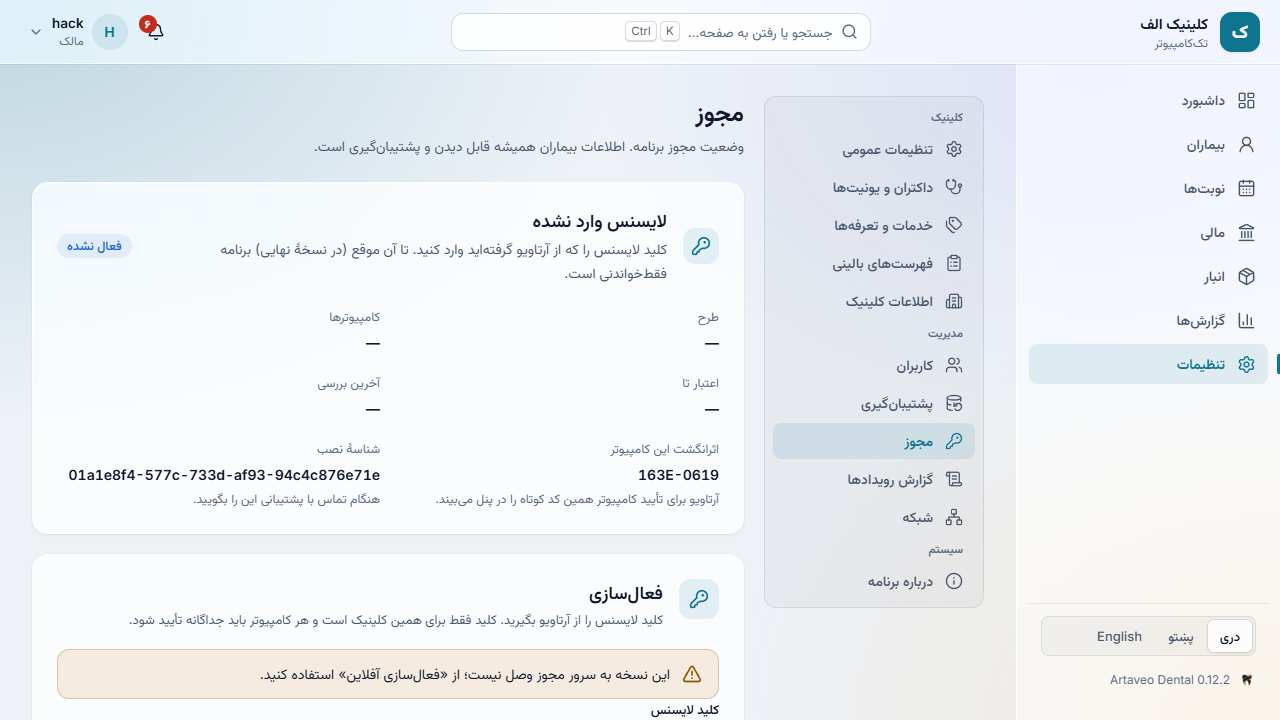 کلینیک الف
تک‌کامپیوتر
جستجو یا رفتن به صفحه...
Ctrl K
۶
H
hack
مالک
ک
داشبورد
بیماران
نوبت‌ها
مالی
انبار
گزارش‌ها
تنظیمات
دری
پښتو
English
Artaveo Dental 0.12.2
کلینیک
تنظیمات عمومی
داکتران و یونیت‌ها
خدمات و تعرفه‌ها
فهرست‌های بالینی
اطلاعات کلینیک
مدیریت
کاربران
پشتیبان‌گیری
مجوز
گزارش رویدادها
شبکه
سیستم
درباره برنامه
مجوز
وضعیت مجوز برنامه. اطلاعات بیماران همیشه قابل دیدن و پشتیبان‌گیری است.
لایسنس وارد نشده
کلید لایسنس را که از آرتاویو گرفته‌اید وارد کنید. تا آن موقع (در نسخهٔ نهایی) برنامه
فقط‌خواندنی است.
فعال نشده
طرح
—
کامپیوترها
—
اعتبار تا
—
آخرین بررسی
—
اثرانگشت این کامپیوتر
163E-0619
آرتاویو برای تأیید کامپیوتر همین کد کوتاه را در پنل می‌بیند.
شناسهٔ نصب
01a1e8f4-577c-733d-af93-94c4c876e71e
هنگام تماس با پشتیبانی این را بگویید.
فعال‌سازی
کلید لایسنس را از آرتاویو بگیرید. کلید فقط برای همین کلینیک است و هر کامپیوتر باید جداگانه تأیید شود.
این نسخه به سرور مجوز وصل نیست؛ از «فعال‌سازی آفلاین» استفاده کنید.
کلید لایسنس